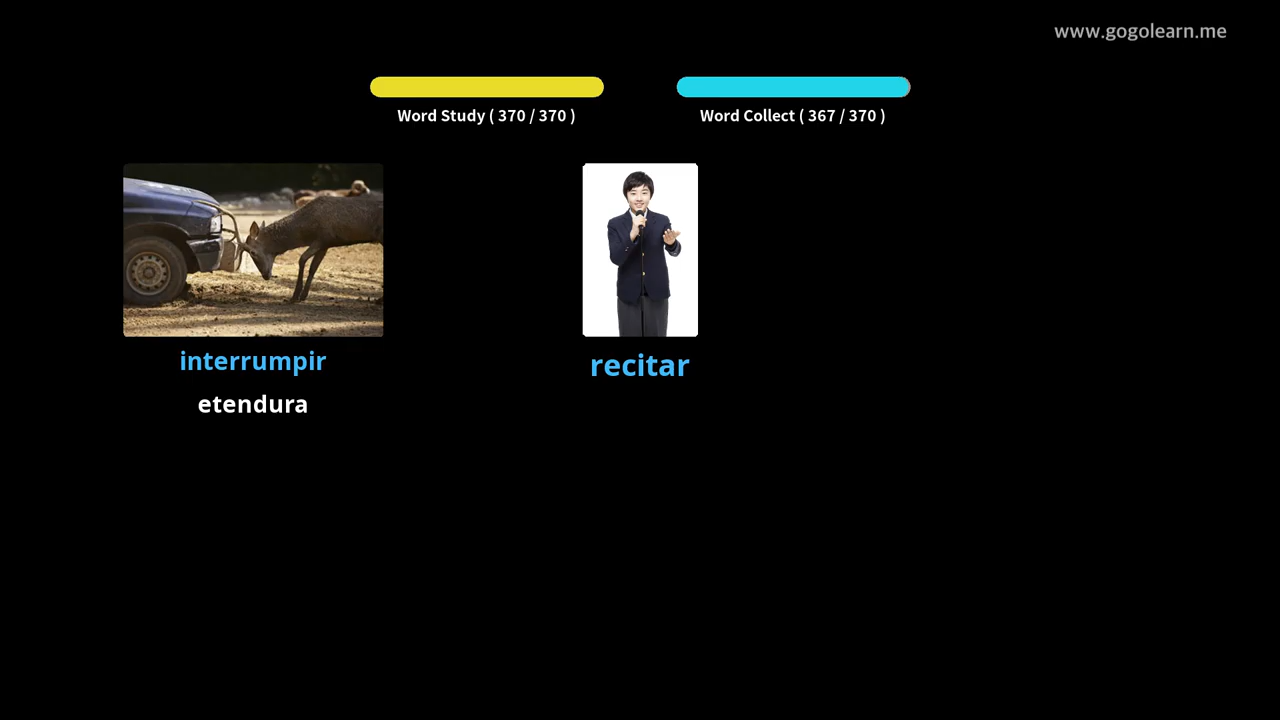 www.gogolearn.me
Word Study ( 370 / 370 )
Word Collect ( 367 / 370 )
interrumpir
etendura
recitar